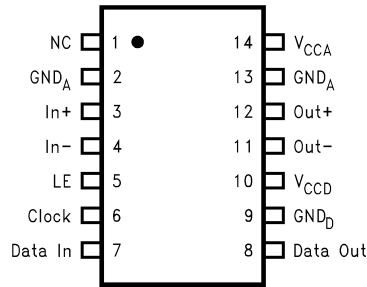 NC 1 14 VCCA
GNDA 2 13 GNDA
In+ 3 12 Out+
In- 4 11 Out-
LE 5 10 VCCD
Clock 6 9 GNDD
Data In 7 8 Data Out